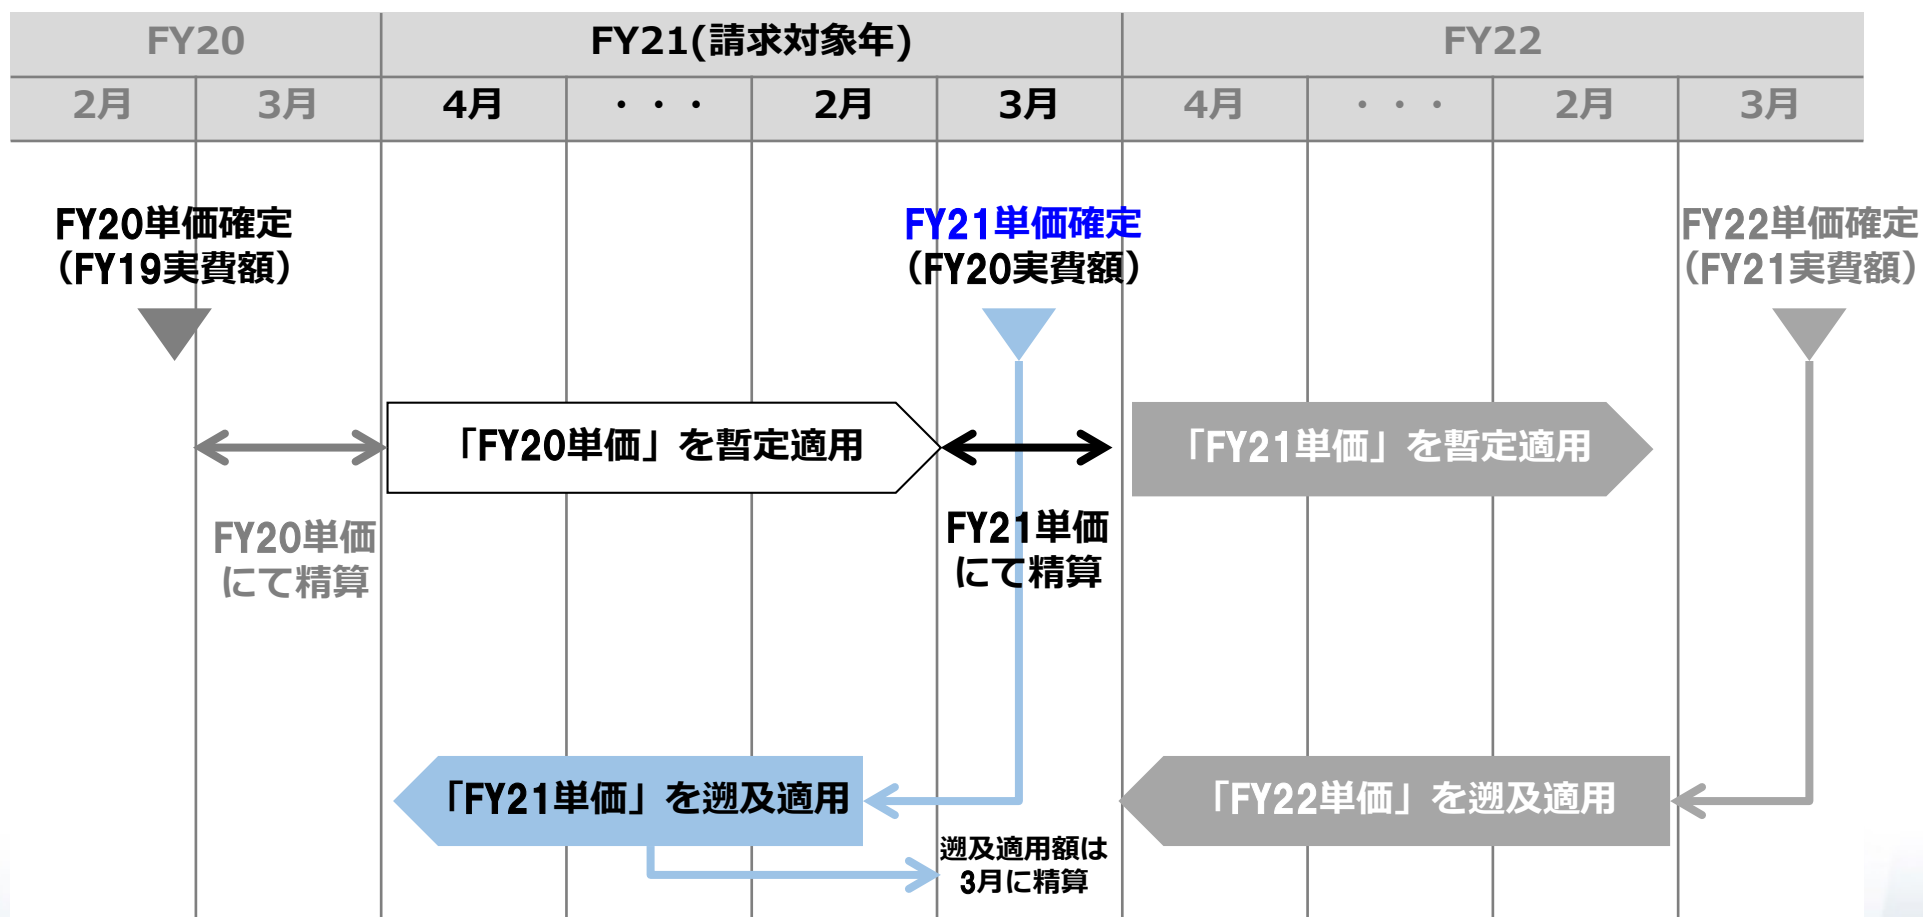 FY20
FY21(請求対象年)
FY22
2月
3月
4月
・・・
2月
3月
4月
・・・
2月
3月
FY20単価確定
（FY19実費額）
FY21単価確定
（FY20実費額）
FY22単価確定
（FY21実費額）
「FY20単価」を暫定適用
「FY21単価」を暫定適用
FY20単価
にて精算
FY21単価
にて精算
「FY21単価」を遡及適用
「FY22単価」を遡及適用
遡及適用額は
3月に精算